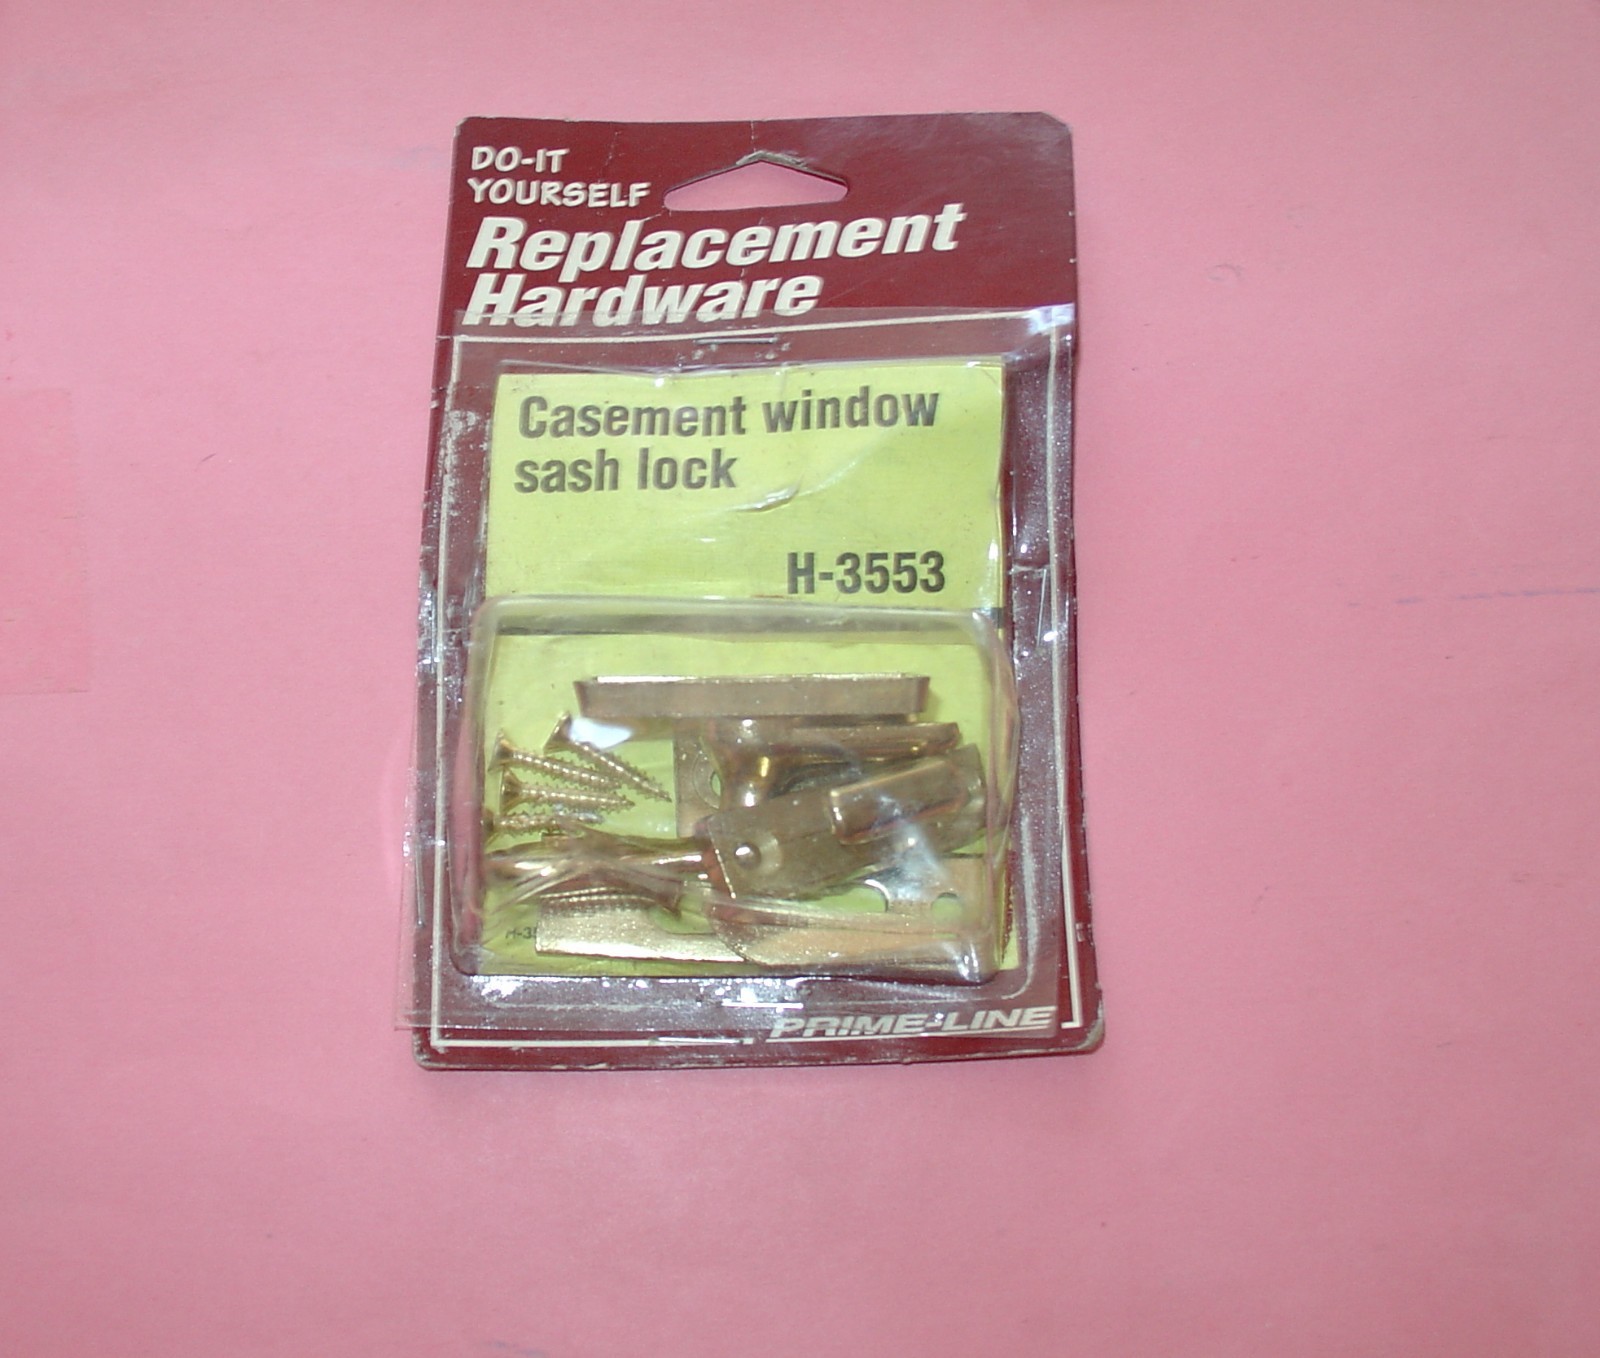 DO-IT
YOURSELF
Replacement
Hardware
Casement window
sash lock
H-3553
PRIME-LINE